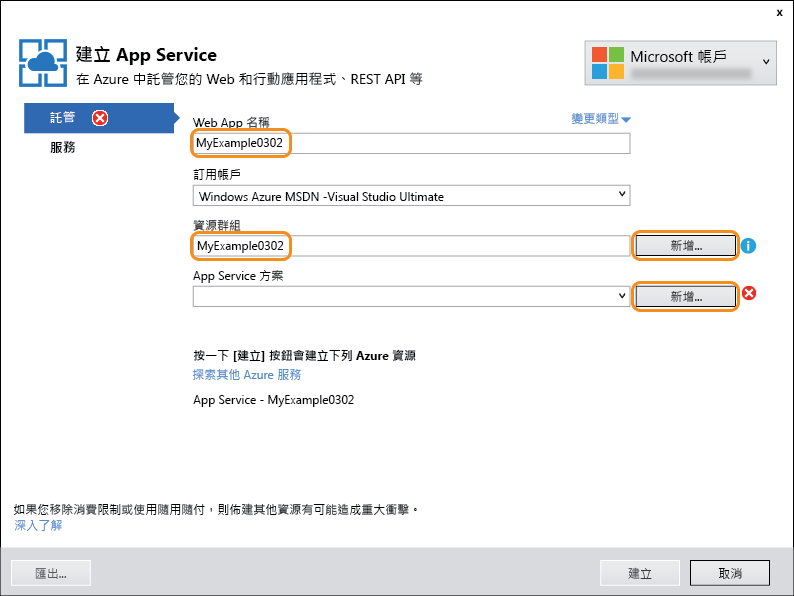 x
建立 App Service
在 Azure 中託管您的 Web 和行動應用程式、REST API 等
Microsoft 帳戶
託管
服務
Web App 名稱
變更類型
MyExample0302
訂用帳戶
Windows Azure MSDN -Visual Studio Ultimate
資源群組
MyExample0302
新增...
App Service 方案
新增...
按一下 [建立] 按鈕會建立下列 Azure 資源
探索其他 Azure 服務
App Service - MyExample0302
如果您移除消費限制或使用隨用隨付，則佈建其他資源有可能造成重大衝擊。
深入了解
匯出...
建立
取消